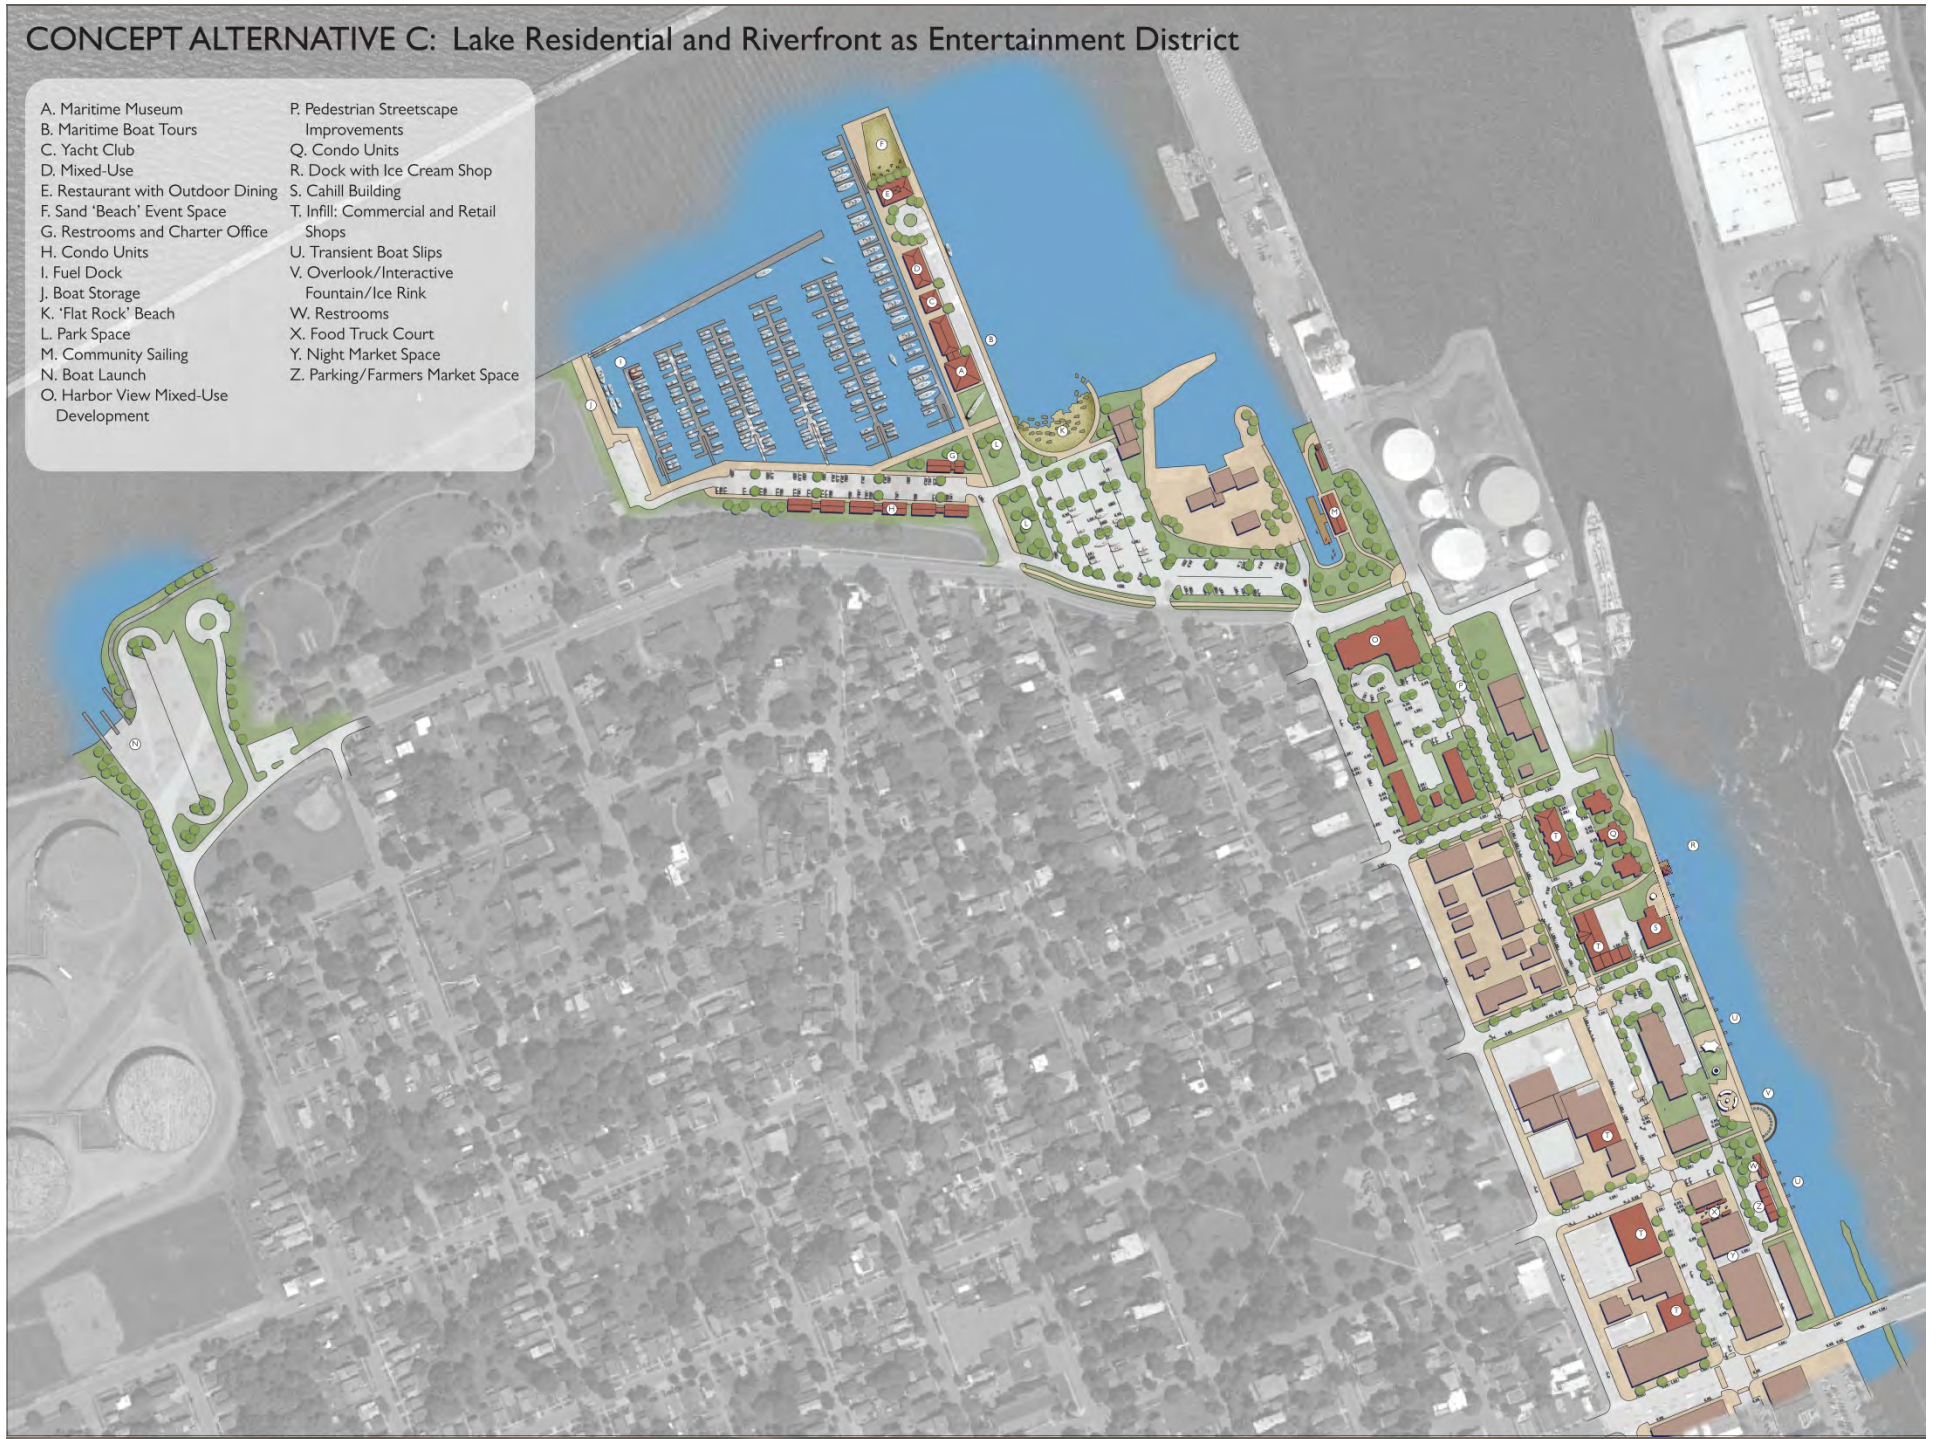 CONCEPT ALTERNATIVE C: Lake Residential and Riverfront as Entertainment District
A. Maritime Museum
B. Maritime Boat Tours
C. Yacht Club
D. Mixed-Use
E. Restaurant with Outdoor Dining
F. Sand ‘Beach’ Event Space
G. Restrooms and Charter Office
H. Condo Units
I. Fuel Dock
J. Boat Storage
K. ‘Flat Rock’ Beach
L. Park Space
M. Community Sailing
N. Boat Launch
O. Harbor View Mixed-Use
Development
P. Pedestrian Streetscape
Improvements
Q. Condo Units
R. Dock with Ice Cream Shop
S. Cahill Building
T. Infill: Commercial and Retail
Shops
U. Transient Boat Slips
V. Overlook/Interactive
Fountain/Ice Rink
W. Restrooms
X. Food Truck Court
Y. Night Market Space
Z. Parking/Farmers Market Space
F
E
D
C
B
A
I
J
K
L
G
H
L
M
O
P
N
T
Q
R
T
S
U
V
T
W
U
X
Z
T
Y
T